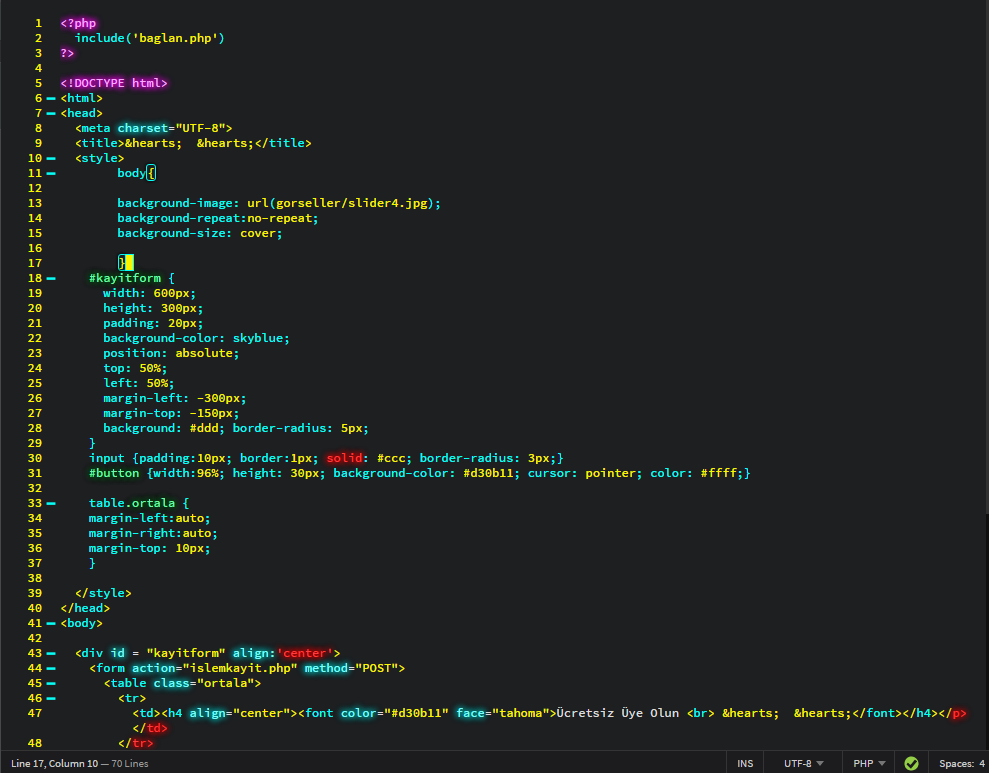 1 <?php
2 include('baglan.php')
3 ?>
4
5 <!DOCTYPE html>
6 <html>
7 <head>
8 <meta charset="UTF-8">
9 <title>&hearts;  &hearts;</title>
10 <style>
11 body{
12
13 background-image: url(gorseller/slider4.jpg);
14 background-repeat:no-repeat;
15 background-size: cover;
16
17 }
18 #kayitform {
19 width: 600px;
20 height: 300px;
21 padding: 20px;
22 background-color: skyblue;
23 position: absolute;
24 top: 50%;
25 left: 50%;
26 margin-left: -300px;
27 margin-top: -150px;
28 background: #ddd; border-radius: 5px;
29 }
30 input {padding:10px; border:1px; solid: #ccc; border-radius: 3px;}
31 #button {width:96%; height: 30px; background-color: #d30b11; cursor: pointer; color: #ffff;}
32
33 table.ortala {
34 margin-left:auto;
35 margin-right:auto;
36 margin-top: 10px;
37 }
38
39 </style>
40 </head>
41 <body>
42
43 <div id = "kayitform" align:'center'>
44 <form action="islemkayit.php" method="POST">
45 <table class="ortala">
46 <tr>
47 <td><h4 align="center"><font color="#d30b11" face="tahoma">Ücretsiz Üye Olun <br> &hearts;  &hearts;</font></h4></p>
</td>
48 </tr>
Line 17, Column 10 — 70 Lines INS UTF-8 PHP Spaces: 4